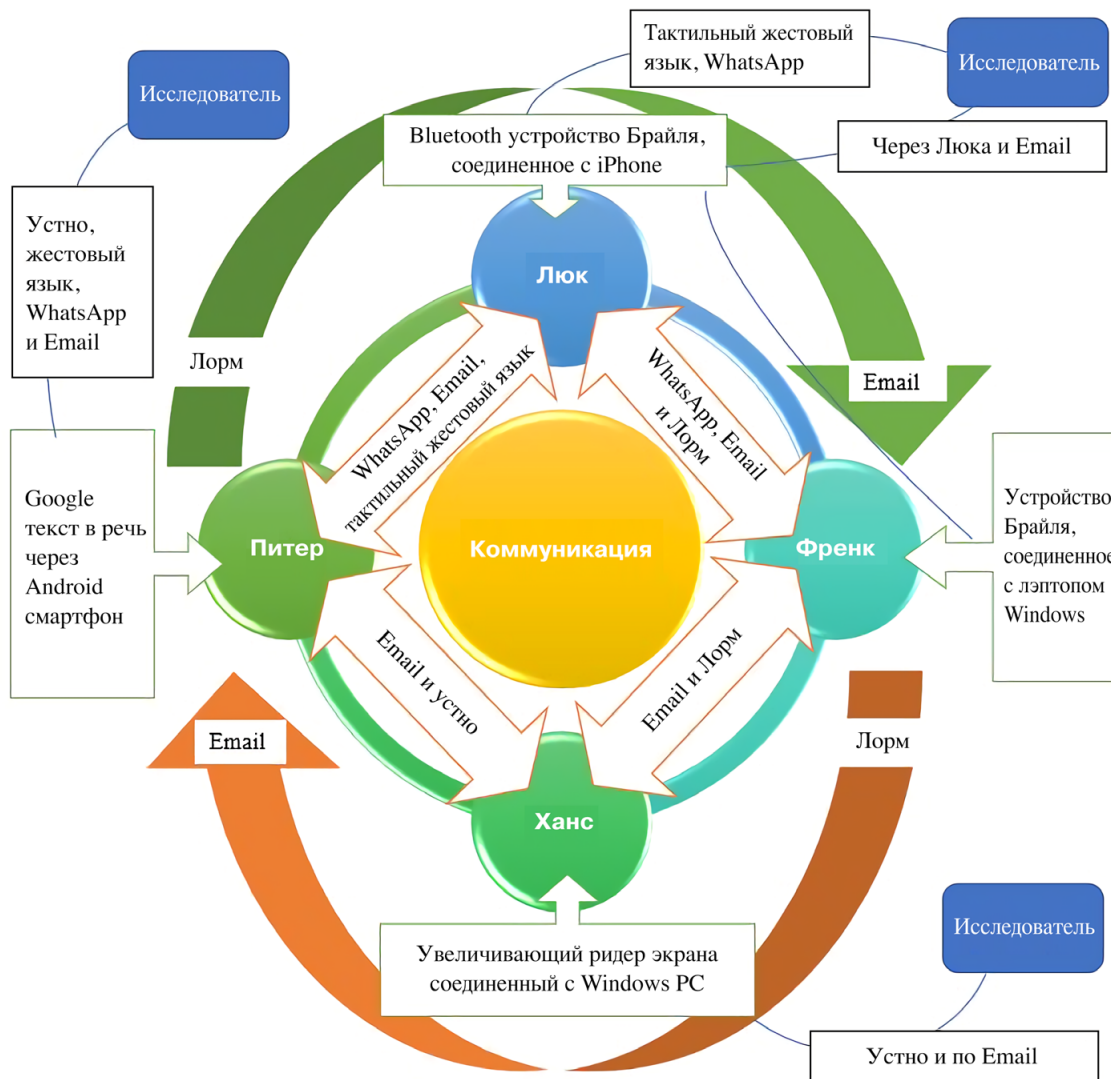 Тактильный жестовый
язык, WhatsApp
Исследователь
Исследователь
Bluetooth устройство Брайля,
соединенное с iPhone
Через Люка и Email
Устно,
жестовый
язык,
WhatsApp
и Email
Люк
Лорм
Email
WhatsApp, Email,
тактильный жестовый язык
WhatsApp, Email
и Лорм
Google
текст в речь
через
Android
смартфон
Питер
Коммуникация
Френк
Устройство
Брайля,
соединенное
с лэптопом
Windows
Email и устно
Email и Лорм
Email
Лорм
Ханс
Исследователь
Увеличивающий ридер экрана
соединенный с Windows PC
Устно и по Email